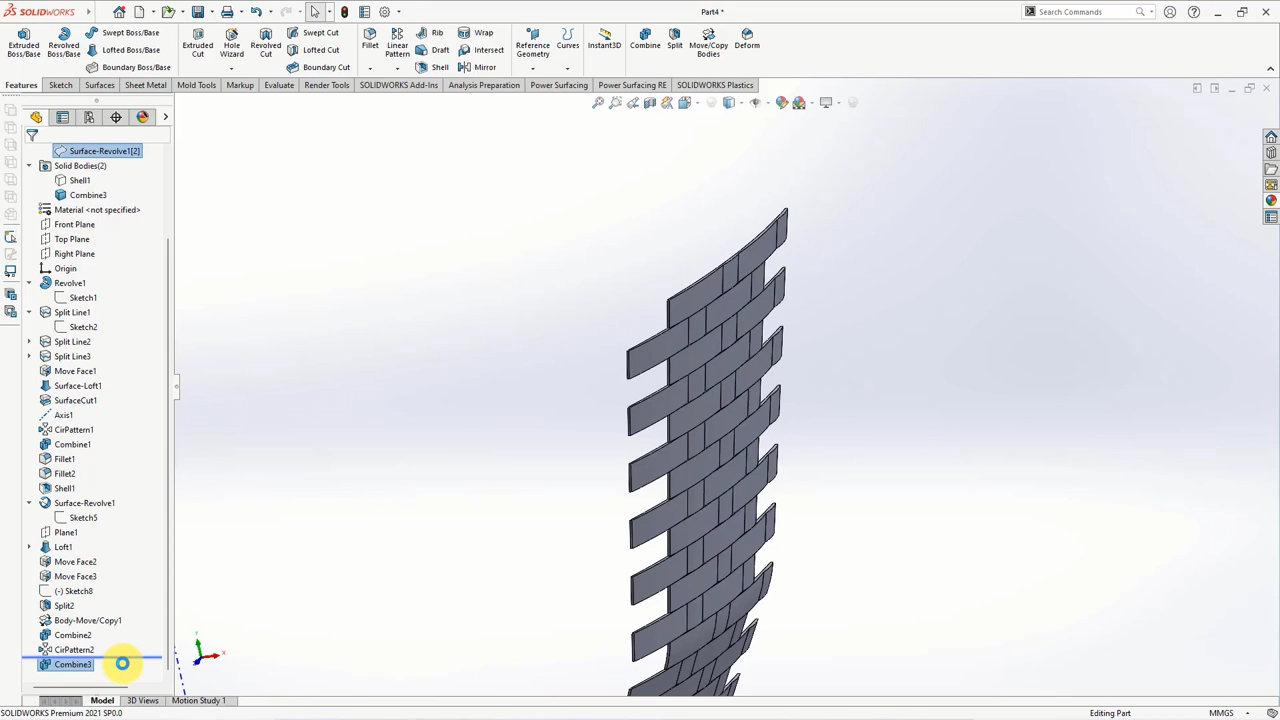 SOLIDWORKS
Part4 *
Search Commands
Extruded Boss/Base
Revolved Boss/Base
Swept Boss/Base
Lofted Boss/Base
Boundary Boss/Base
Extruded Cut
Hole Wizard
Revolved Cut
Swept Cut
Lofted Cut
Boundary Cut
Fillet
Linear Pattern
Rib
Draft
Shell
Wrap
Intersect
Mirror
Reference Geometry
Curves
Instant3D
Combine
Split
Move/Copy Bodies
Deform
Features Sketch Surfaces Sheet Metal Mold Tools Markup Evaluate Render Tools SOLIDWORKS Add-Ins Analysis Preparation Power Surfacing Power Surfacing RE SOLIDWORKS Plastics
Surface-Revolve1[2]
Solid Bodies(2)
Shell1
Combine3
Material <not specified>
Front Plane
Top Plane
Right Plane
Origin
Revolve1
Sketch1
Split Line1
Sketch2
Split Line2
Split Line3
Move Face1
Surface-Loft1
SurfaceCut1
Axis1
CirPattern1
Combine1
Fillet1
Fillet2
Shell1
Surface-Revolve1
Sketch5
Plane1
Loft1
Move Face2
Move Face3
(-) Sketch8
Split2
Body-Move/Copy1
Combine2
CirPattern2
Combine3
Y
X
Model 3D Views Motion Study 1
SOLIDWORKS Premium 2021 SP0.0
Editing Part
MMGS